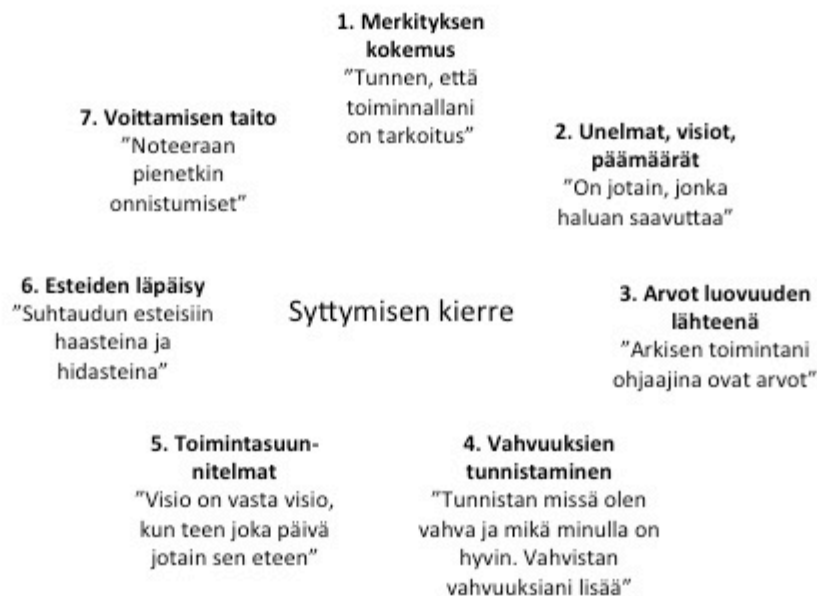 1. Merkityksen
kokemus
"Tunnen, että
toiminnallani
on tarkoitus"
2. Unelmat, visiot,
päämäärät
"On jotain, jonka
haluan saavuttaa"
3. Arvot luovuuden
lähteenä
"Arkisen toimintani
ohjaajina ovat arvot"
4. Vahvuuksien
tunnistaminen
"Tunnistan missä olen
vahva ja mikä minulla on
hyvin. Vahvistan
vahvuuksiani lisää"
5. Toimintasuun-
nitelmat
"Visio on vasta visio,
kun teen joka päivä
jotain sen eteen"
6. Esteiden läpäisy
"Suhtaudun esteisiin
haasteina ja
hidasteina"
7. Voittamisen taito
"Noteeraan
pienetkin
onnistumiset"
Syttymisen kierre